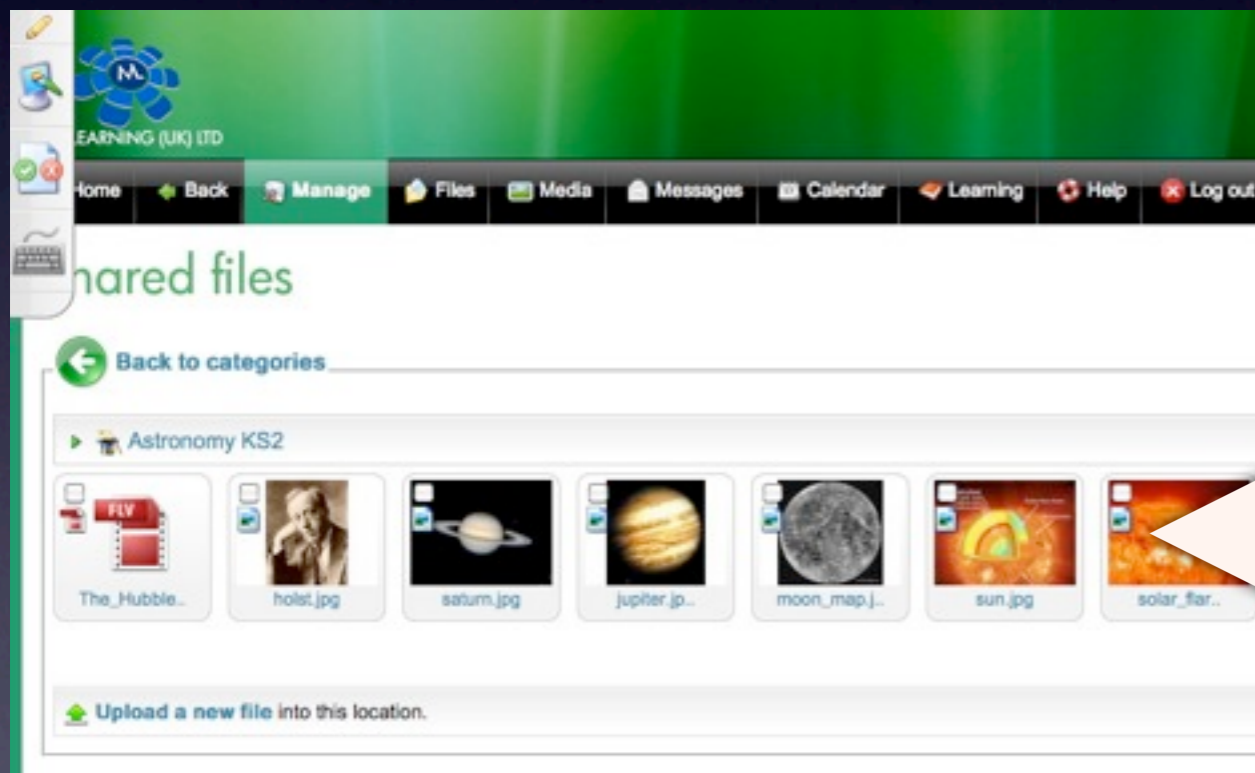 M
LEARNING (UK) LTD
Home Back Manage Files Media Messages Calendar Learning Help Log out
hared files
Back to categories
Astronomy KS2
FLV
The_Hubble.. holst.jpg saturn.jpg jupiter.jp.. moon_map.j.. sun.jpg solar_flar..
Upload a new file into this location.